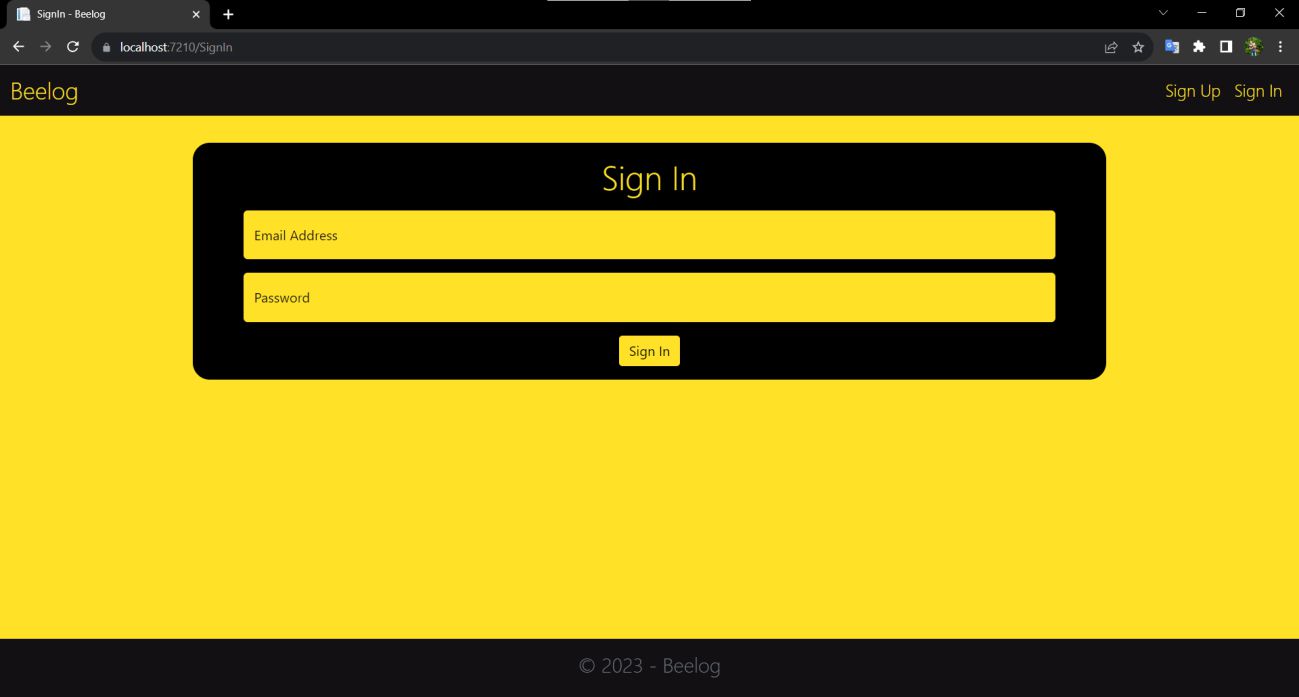 SignIn - Beelog
localhost:7210/SignIn
Beelog
Sign Up Sign In
Sign In
Email Address
Password
Sign In
© 2023 - Beelog